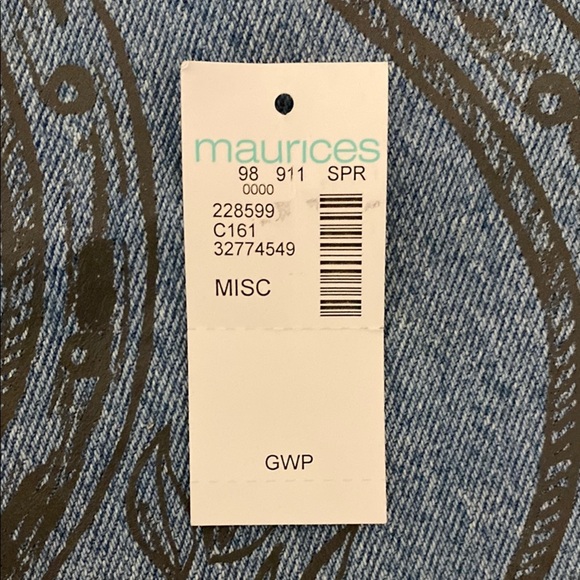 maurices
98 911 SPR
0000
228599
C161
32774549
MISC
GWP